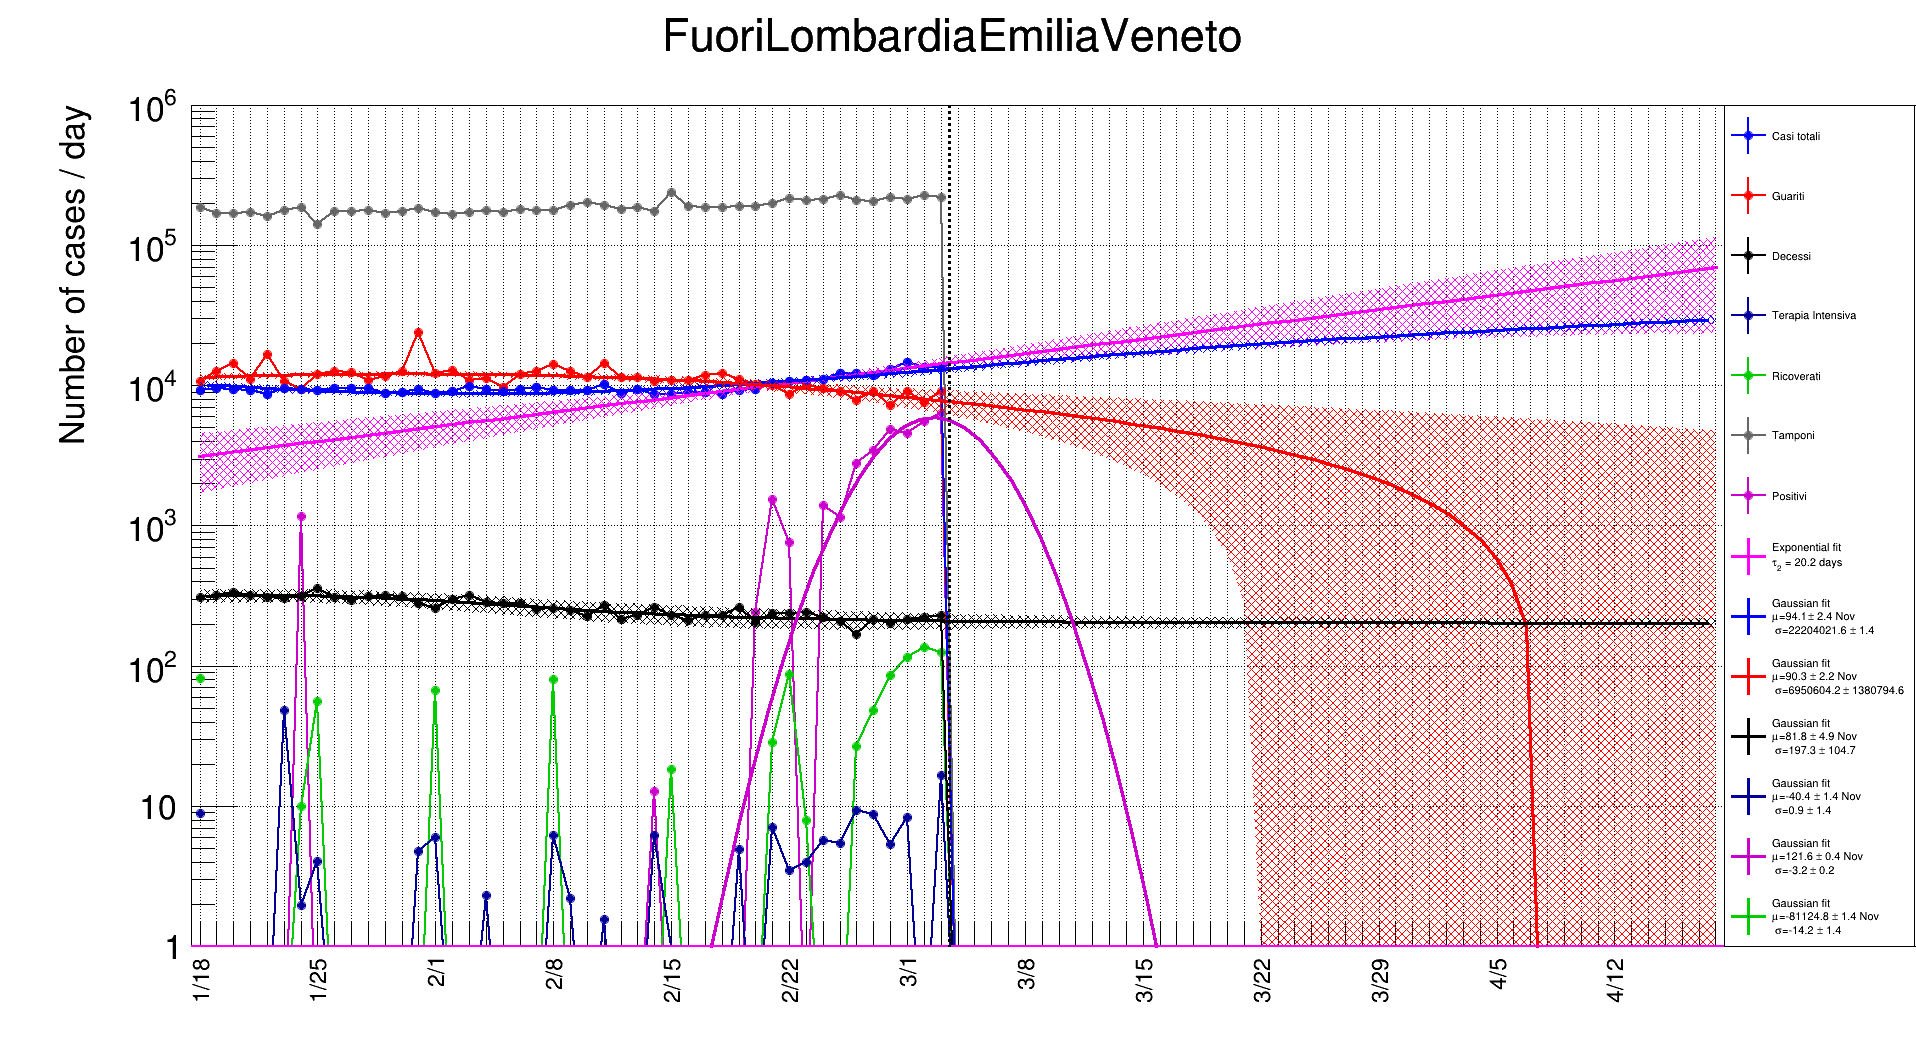 FuoriLombardiaEmiliaVeneto
Number of cases / day
10^6
10^5
10^4
10^3
10^2
10
1
1/18
1/25
2/1
2/8
2/15
2/22
3/1
3/8
3/15
3/22
3/29
4/5
4/12
Casi totali
Guariti
Decessi
Terapia Intensiva
Ricoverati
Tamponi
Positivi
Exponential fit
τ₂ = 20.2 days
Gaussian fit
μ=94.1 ± 2.4 Nov
σ=22204021.6 ± 1.4
Gaussian fit
μ=90.3 ± 2.2 Nov
σ=6950604.2 ± 1380794.6
Gaussian fit
μ=81.8 ± 4.9 Nov
σ=197.3 ± 104.7
Gaussian fit
μ=-40.4 ± 1.4 Nov
σ=0.9 ± 1.4
Gaussian fit
μ=121.6 ± 0.4 Nov
σ=-3.2 ± 0.2
Gaussian fit
μ=-81124.8 ± 1.4 Nov
σ=-14.2 ± 1.4